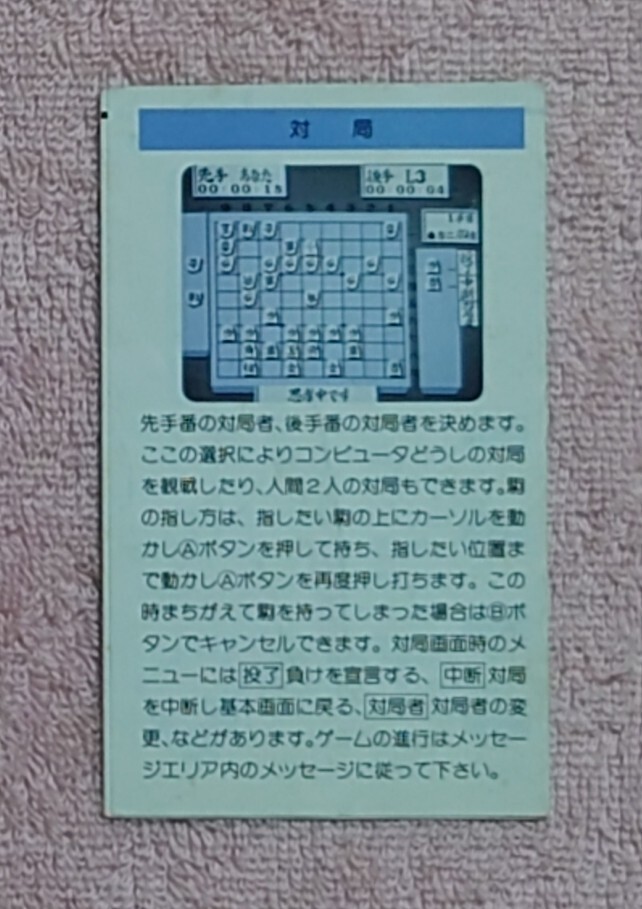 対 局
先手 あなた
00:00:18
後手 L3
00:00:04
思考中です
先手番の対局者、後手番の対局者を決めます。
ここの選択によりコンピュータどうしの対局
を観戦したり、人間2人の対局もできます。駒
の指し方は、指したい駒の上にカーソルを動
かしⒶボタンを押して持ち、指したい位置ま
で動かしⒶボタンを再度押し打ちます。この
時まちがえて駒を持ってしまった場合はⒷボ
タンでキャンセルできます。対局画面時のメ
ニューには投了負けを宣言する、中断対局
を中断し基本画面に戻る、対局者対局者の変
更、などがあります。ゲームの進行はメッセー
ジエリア内のメッセージに従って下さい。